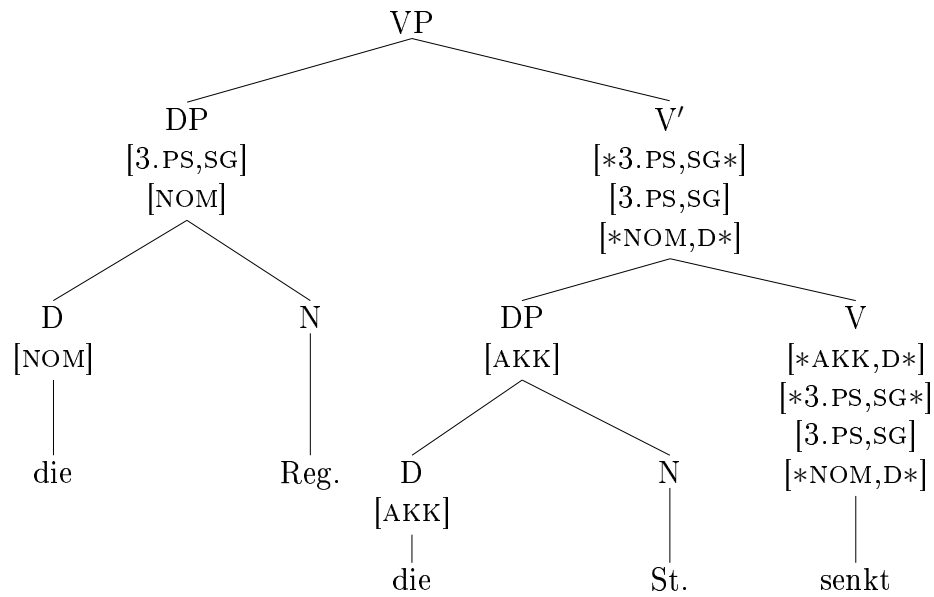 VP
DP V′
[3.PS,SG] [∗3.PS,SG∗]
[NOM] [3.PS,SG]
[∗NOM,D∗]
D N DP V
[NOM] [AKK] [∗AKK,D∗]
[∗3.PS,SG∗]
[3.PS,SG]
die Reg. D N [∗NOM,D∗]
[AKK]
die St. senkt